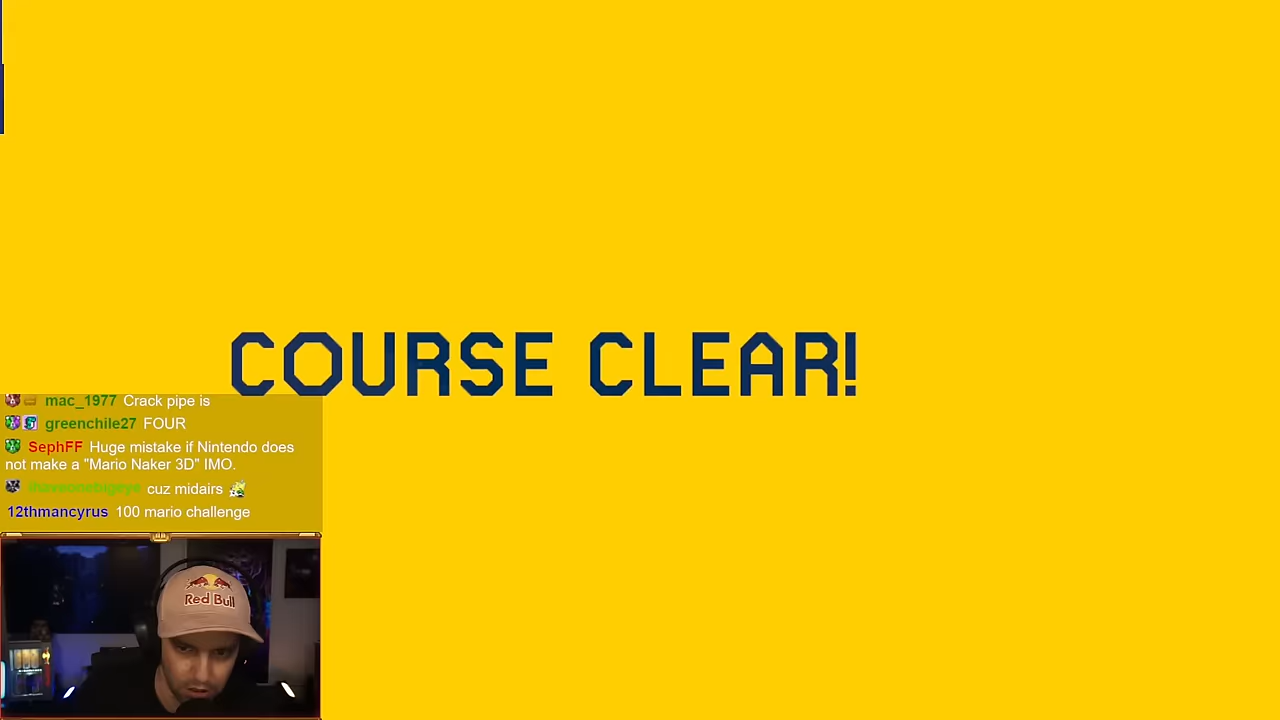 COURSE CLEAR!
mac_1977 Crack pipe is
greenchile27 FOUR
SephFF Huge mistake if Nintendo does
not make a "Mario Naker 3D" IMO.
ihaveonebigeye cuz midairs
12thmancyrus 100 mario challenge
Red Bull